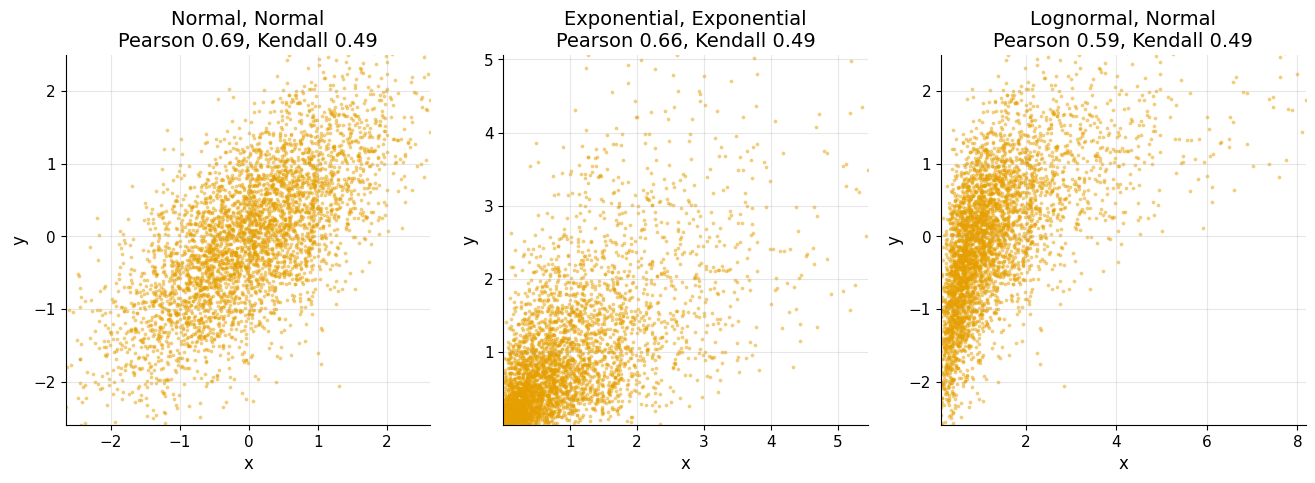 Normal, Normal
Pearson 0.69, Kendall 0.49
2
1
0
−1
−2
y
−2
−1
0
1
2
x
Exponential, Exponential
Pearson 0.66, Kendall 0.49
5
4
3
2
1
y
1
2
3
4
5
x
Lognormal, Normal
Pearson 0.59, Kendall 0.49
2
1
0
−1
−2
y
2
4
6
8
x